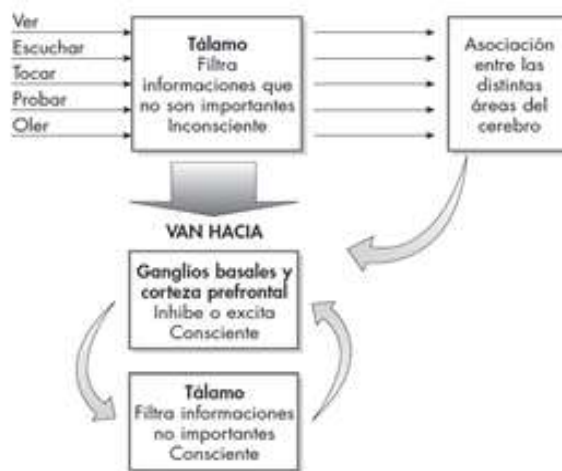 Ver
Escuchar
Tocar
Probar
Oler
Tálamo
Filtra
informaciones que
no son importantes
Inconsciente
Asociación
entre las
distintas
áreas del
cerebro
VAN HACIA
Ganglios basales y
corteza prefrontal
Inhibe o excita
Consciente
Tálamo
Filtra informaciones
no importantes
Consciente